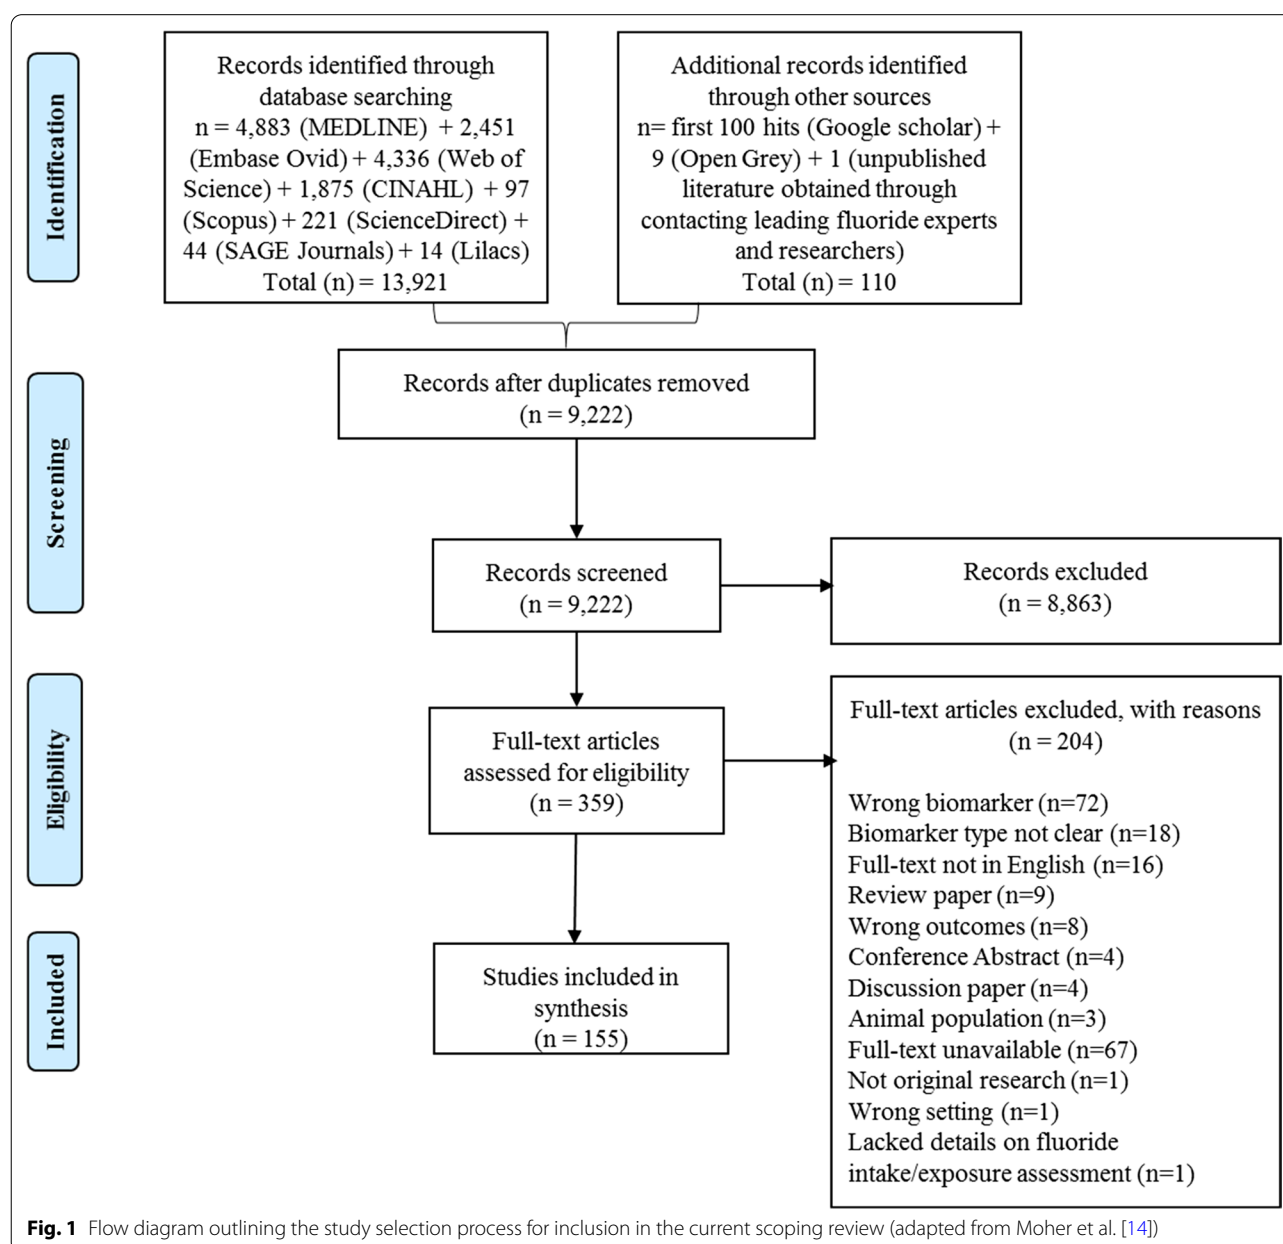 Identification
Records identified through
database searching
n = 4,883 (MEDLINE) + 2,451
(Embase Ovid) + 4,336 (Web of
Science) + 1,875 (CINAHL) + 97
(Scopus) + 221 (ScienceDirect) +
44 (SAGE Journals) + 14 (Lilacs)
Total (n) = 13,921
Additional records identified
through other sources
n= first 100 hits (Google scholar) +
9 (Open Grey) + 1 (unpublished
literature obtained through
contacting leading fluoride experts
and researchers)
Total (n) = 110
Records after duplicates removed
(n = 9,222)
Screening
Records screened
(n = 9,222)
Records excluded
(n = 8,863)
Eligibility
Full-text articles
assessed for eligibility
(n = 359)
Full-text articles excluded, with reasons
(n = 204)
Wrong biomarker (n=72)
Biomarker type not clear (n=18)
Full-text not in English (n=16)
Review paper (n=9)
Wrong outcomes (n=8)
Conference Abstract (n=4)
Discussion paper (n=4)
Animal population (n=3)
Full-text unavailable (n=67)
Not original research (n=1)
Wrong setting (n=1)
Lacked details on fluoride
intake/exposure assessment (n=1)
Included
Studies included in
synthesis
(n = 155)
Fig. 1 Flow diagram outlining the study selection process for inclusion in the current scoping review (adapted from Moher et al. [14])